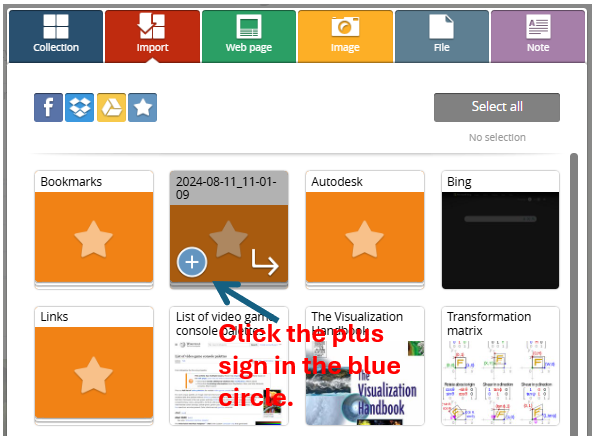 Collection Import Web page Image File Note
f
Select all
No selection
Bookmarks
2024-08-11_11-01-
09
Autodesk
Bing
Links
List of video game
console palettes
The Visualization
Handbook
Transformation
matrix
Click the plus
sign in the blue
circle.
The
Visualization
Handbook